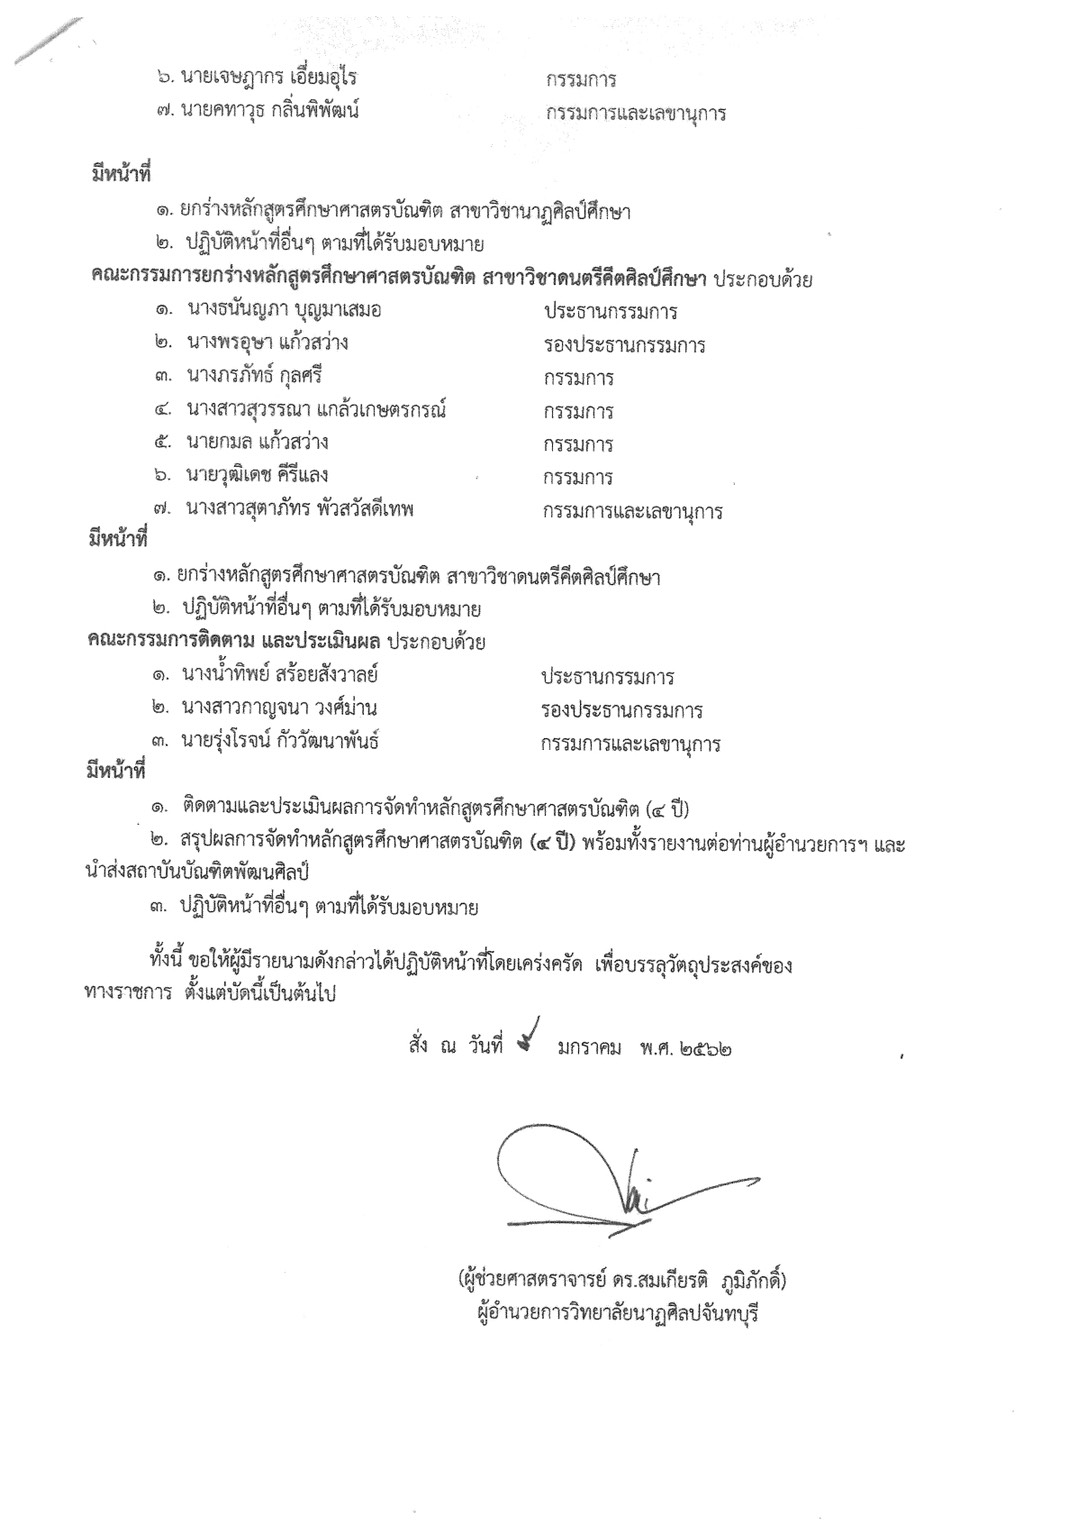 ๖. นายเจษฎากร เอี่ยมอุไร กรรมการ
๗. นายคทาวุธ กลิ่นพิพัฒน์ กรรมการและเลขานุการ
มีหน้าที่
๑. ยกร่างหลักสูตรศึกษาศาสตรบัณฑิต สาขาวิชานาฏศิลป์ศึกษา
๒. ปฏิบัติหน้าที่อื่นๆ ตามที่ได้รับมอบหมาย
คณะกรรมการยกร่างหลักสูตรศึกษาศาสตรบัณฑิต สาขาวิชาดนตรีคีตศิลป์ศึกษา ประกอบด้วย
๑. นางธนันญภา บุญมาเสมอ ประธานกรรมการ
๒. นางพรอุษา แก้วสว่าง รองประธานกรรมการ
๓. นางภรภัทธ์ กุลศรี กรรมการ
๔. นางสาวสุวรรณา แกล้วเกษตรกรณ์ กรรมการ
๕. นายกมล แก้วสว่าง กรรมการ
๖. นายวุฒิเดช คีรีแลง กรรมการ
๗. นางสาวสุตาภัทร พัวสวัสดีเทพ กรรมการและเลขานุการ
มีหน้าที่
๑. ยกร่างหลักสูตรศึกษาศาสตรบัณฑิต สาขาวิชาดนตรีคีตศิลป์ศึกษา
๒. ปฏิบัติหน้าที่อื่นๆ ตามที่ได้รับมอบหมาย
คณะกรรมการติดตาม และประเมินผล ประกอบด้วย
๑. นางน้ำทิพย์ สร้อยสังวาลย์ ประธานกรรมการ
๒. นางสาวกาญจนา วงศ์ม่าน รองประธานกรรมการ
๓. นายรุ่งโรจน์ กัววัฒนาพันธ์ กรรมการและเลขานุการ
มีหน้าที่
๑. ติดตามและประเมินผลการจัดทำหลักสูตรศึกษาศาสตรบัณฑิต (๔ ปี)
๒. สรุปผลการจัดทำหลักสูตรศึกษาศาสตรบัณฑิต (๔ ปี) พร้อมทั้งรายงานต่อท่านผู้อำนวยการฯ และ
นำส่งสถาบันบัณฑิตพัฒนศิลป์
๓. ปฏิบัติหน้าที่อื่นๆ ตามที่ได้รับมอบหมาย
ทั้งนี้ ขอให้ผู้มีรายนามดังกล่าวได้ปฏิบัติหน้าที่โดยเคร่งครัด เพื่อบรรลุวัตถุประสงค์ของ
ทางราชการ ตั้งแต่บัดนี้เป็นต้นไป
สั่ง ณ วันที่ มกราคม พ.ศ. ๒๕๖๒
(ผู้ช่วยศาสตราจารย์ ดร.สมเกียรติ ภูมิภักดิ์)
ผู้อำนวยการวิทยาลัยนาฏศิลปจันทบุรี